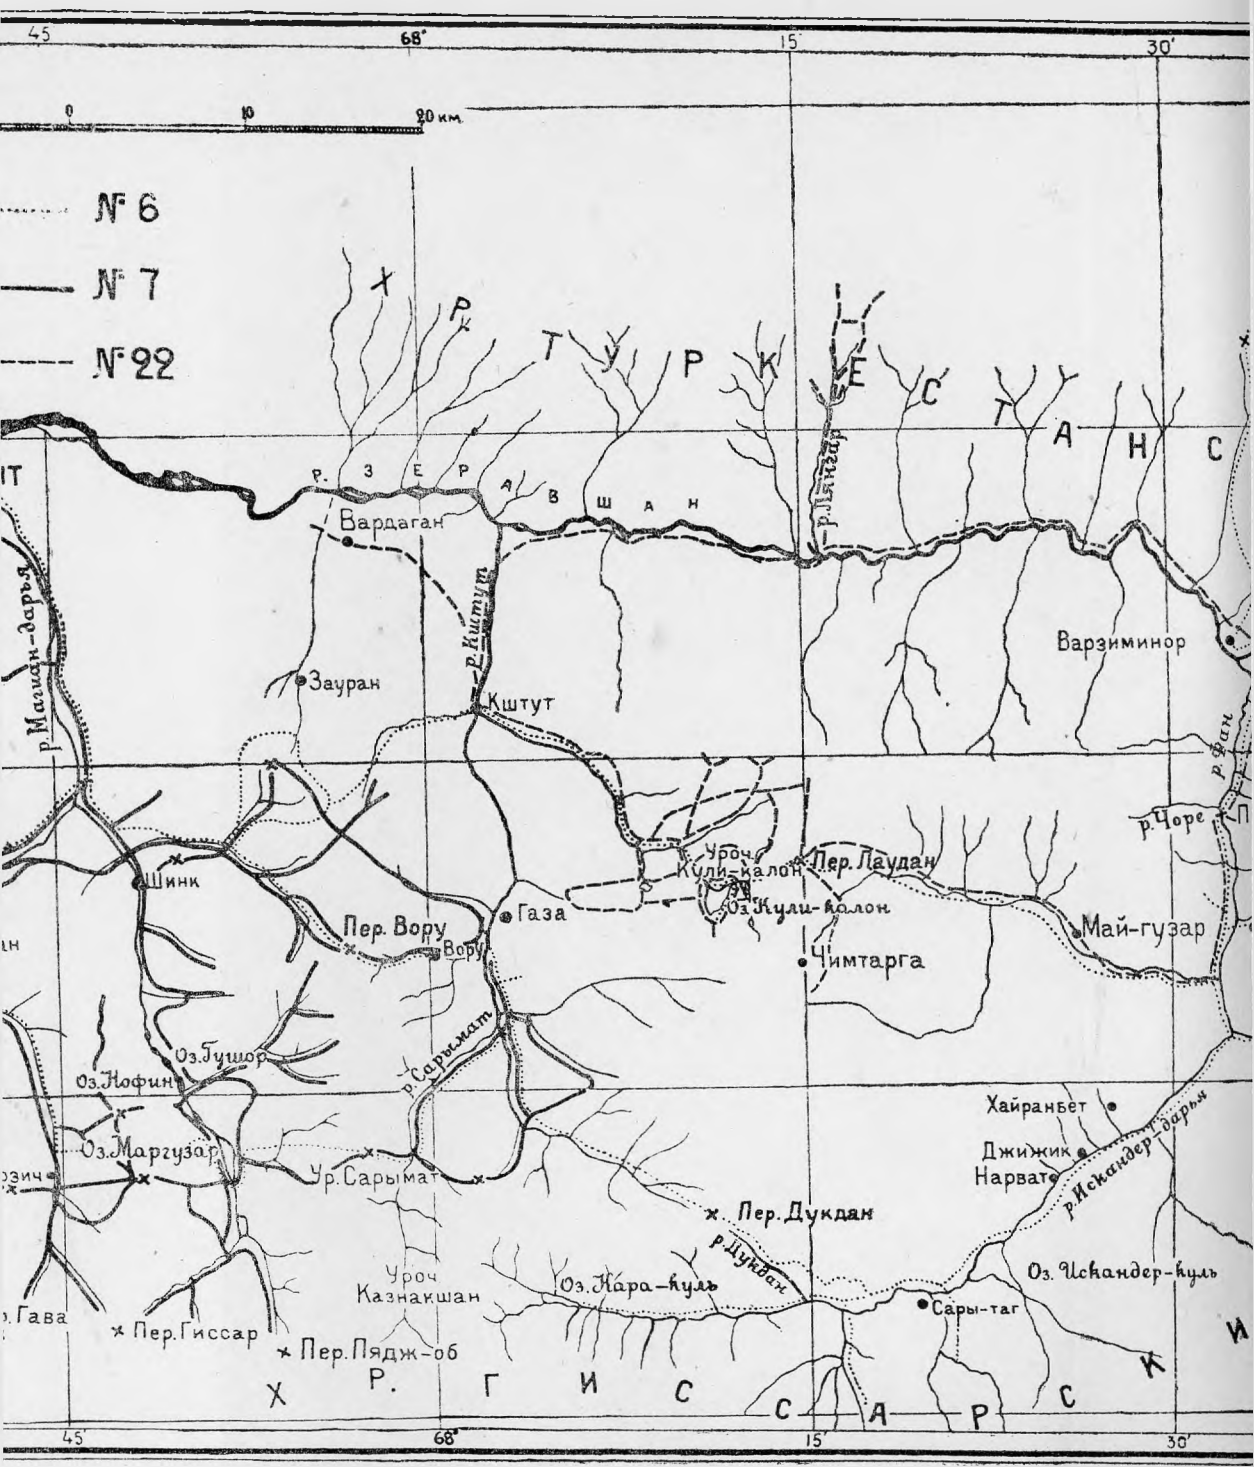 45
68°
15'
30'
0
10
20 км.
№ 6
№ 7
№ 22
Х Р. Т У Р К Е С Т А Н С
Р. З Е Р А В Ш А Н
Вардаган
р. Кштут
р. Лянгар
р. Магиан-дарья
Зауран
Кштут
Варзиминор
р. Фан
р. Чоре
П
Шинк
Пер. Вору
Вору
Газа
Уроч.
Кули-калон
Оз. Кули-калон
Пер. Лаудан
Май-гузар
Чимтарга
Оз. Гушор
Оз. Нофин
р. Сарымат
Оз. Маргузар
Ур. Сарымат
Хайранбет
Джижик
Нарват
р. Искандер-дарья
Пер. Дукдан
р. Дукдан
Оз. Кара-куль
Оз. Искандер-куль
Сары-таг
Уроч
Казнакшан
Гава
Пер. Гиссар
Пер. Пядж-об
Х Р. Г И С С А Р С К И
45'
68°
15'
30'